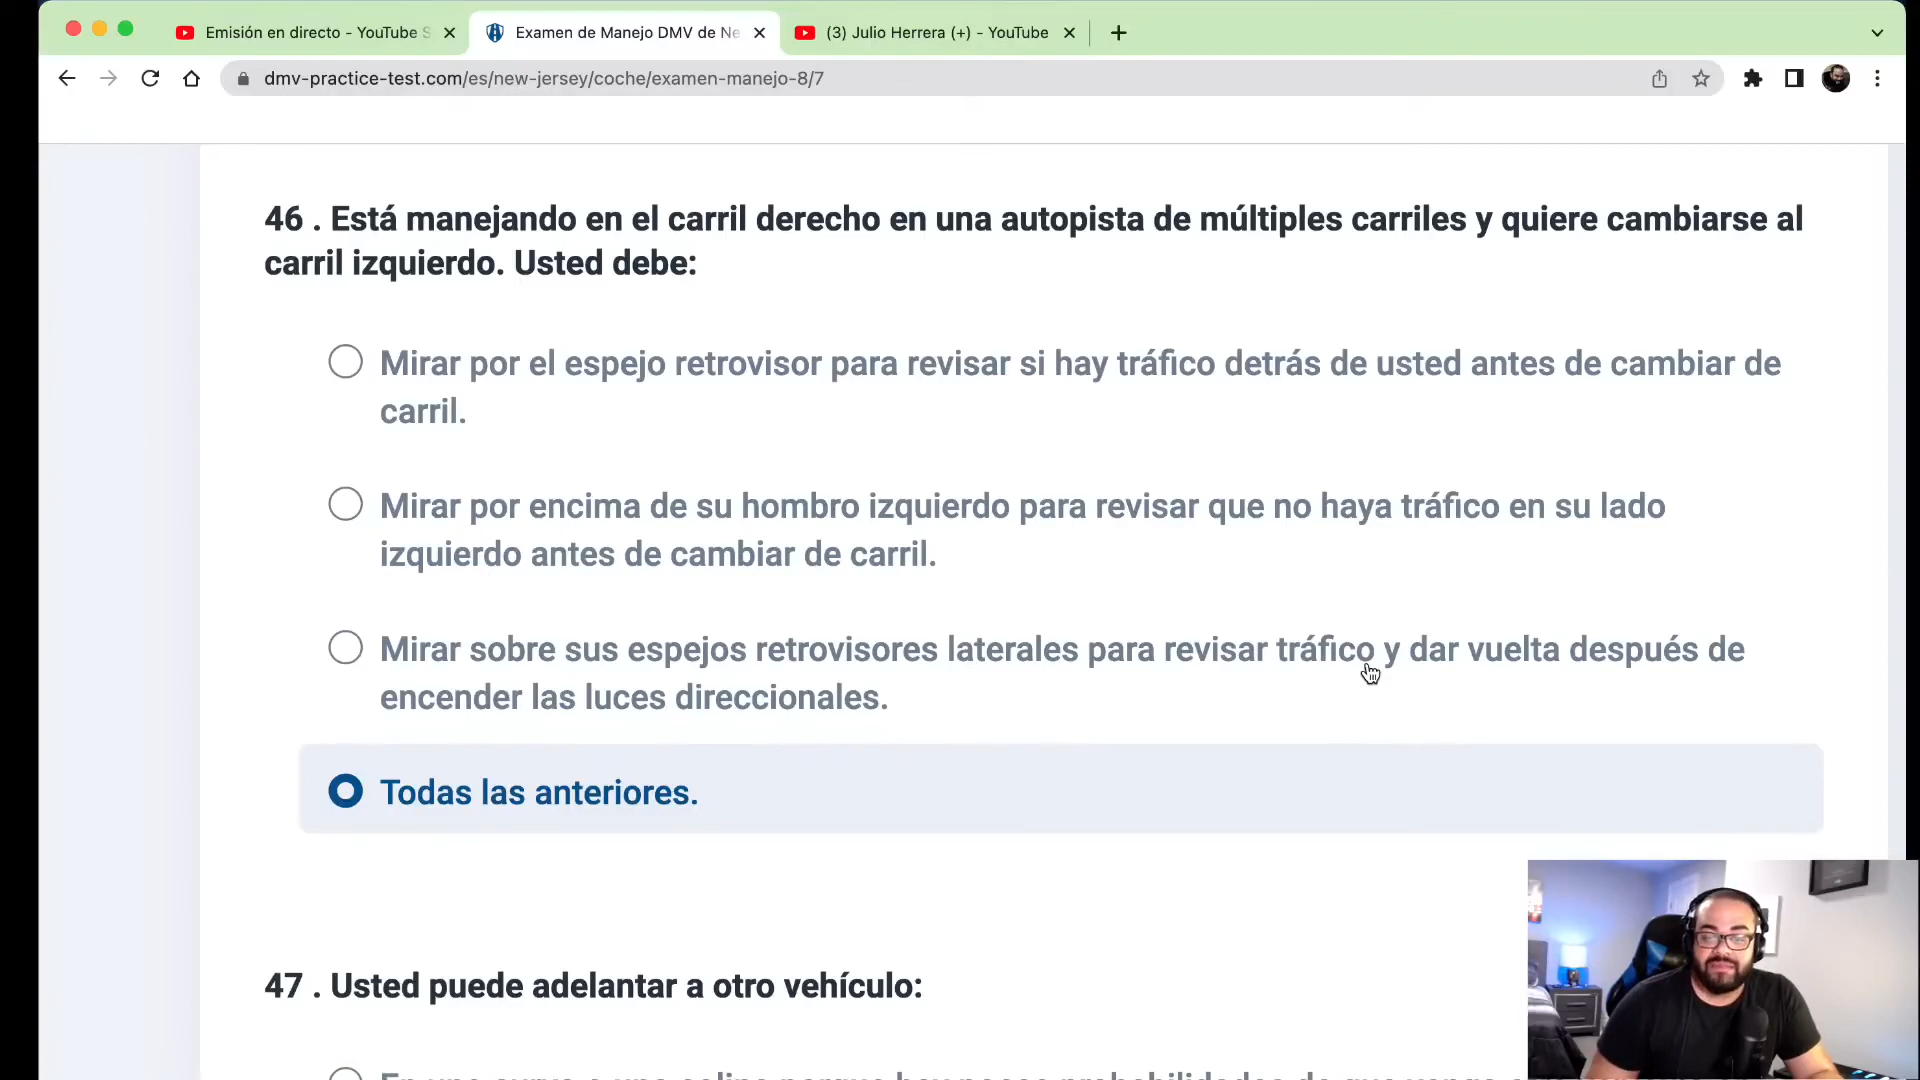 Emisión en directo - YouTube
Examen de Manejo DMV de Ne
(3) Julio Herrera (+) - YouTube
dmv-practice-test.com/es/new-jersey/coche/examen-manejo-8/7
46 . Está manejando en el carril derecho en una autopista de múltiples carriles y quiere cambiarse al
carril izquierdo. Usted debe:
Mirar por el espejo retrovisor para revisar si hay tráfico detrás de usted antes de cambiar de
carril.
Mirar por encima de su hombro izquierdo para revisar que no haya tráfico en su lado
izquierdo antes de cambiar de carril.
Mirar sobre sus espejos retrovisores laterales para revisar tráfico y dar vuelta después de
encender las luces direccionales.
Todas las anteriores.
47 . Usted puede adelantar a otro vehículo: